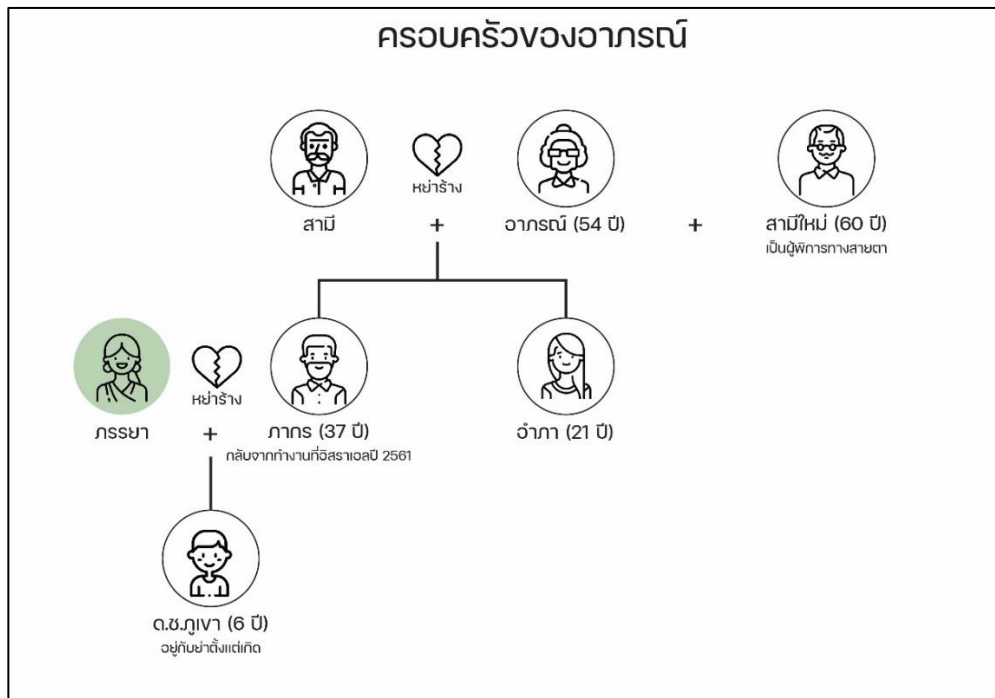 ครอบครัวของอาภรณ์
หย่าร้าง
สามี + อาภรณ์ (54 ปี) + สามีใหม่ (60 ปี)
เป็นผู้พิการทางสายตา
หย่าร้าง
ภรรยา + ภากร (37 ปี) อำภา (21 ปี)
กลับจากทำงานที่อิสราเอลปี 2561
ด.ช.ภูเขา (6 ปี)
อยู่กับย่าตั้งแต่เกิด